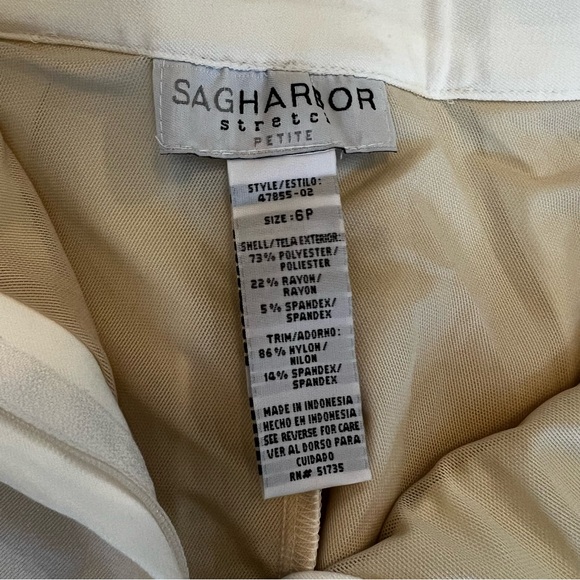 SAGHARBOR
stretch
PETITE
STYLE/ESTILO:
47855-02
SIZE: 6P
SHELL/TELA EXTERIOR:
73% POLYESTER/
POLIESTER
22% RAYON/
RAYON
5% SPANDEX/
SPANDEX
TRIM/ADORNO:
86% NYLON/
NILON
14% SPANDEX/
SPANDEX
MADE IN INDONESIA
HECHO EN INDONESIA
SEE REVERSE FOR CARE
VER AL DORSO PARA
CUIDADO
RN# 51735